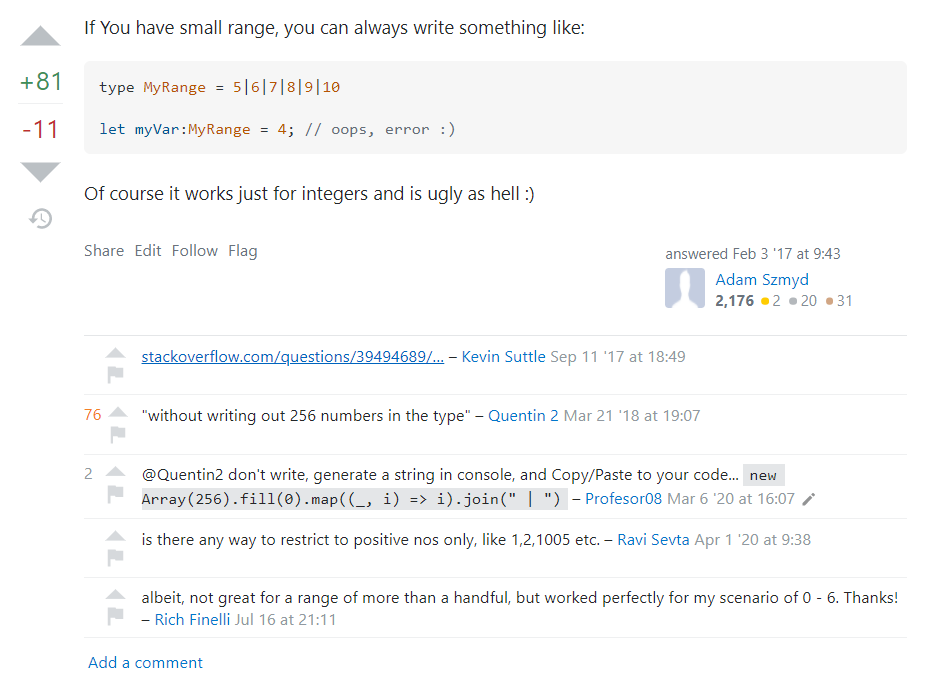 If You have small range, you can always write something like:
+81
type MyRange = 5|6|7|8|9|10
-11
let myVar:MyRange = 4; // oops, error :)
Of course it works just for integers and is ugly as hell :)
Share Edit Follow Flag
answered Feb 3 '17 at 9:43
Adam Szmyd
2,176 2 20 31
stackoverflow.com/questions/39494689/... – Kevin Suttle Sep 11 '17 at 18:49
76 "without writing out 256 numbers in the type" – Quentin 2 Mar 21 '18 at 19:07
2 @Quentin2 don't write, generate a string in console, and Copy/Paste to your code... new
Array(256).fill(0).map((_, i) => i).join(" | ") – Profesor08 Mar 6 '20 at 16:07
is there any way to restrict to positive nos only, like 1,2,1005 etc. – Ravi Sevta Apr 1 '20 at 9:38
albeit, not great for a range of more than a handful, but worked perfectly for my scenario of 0 - 6. Thanks!
– Rich Finelli Jul 16 at 21:11
Add a comment